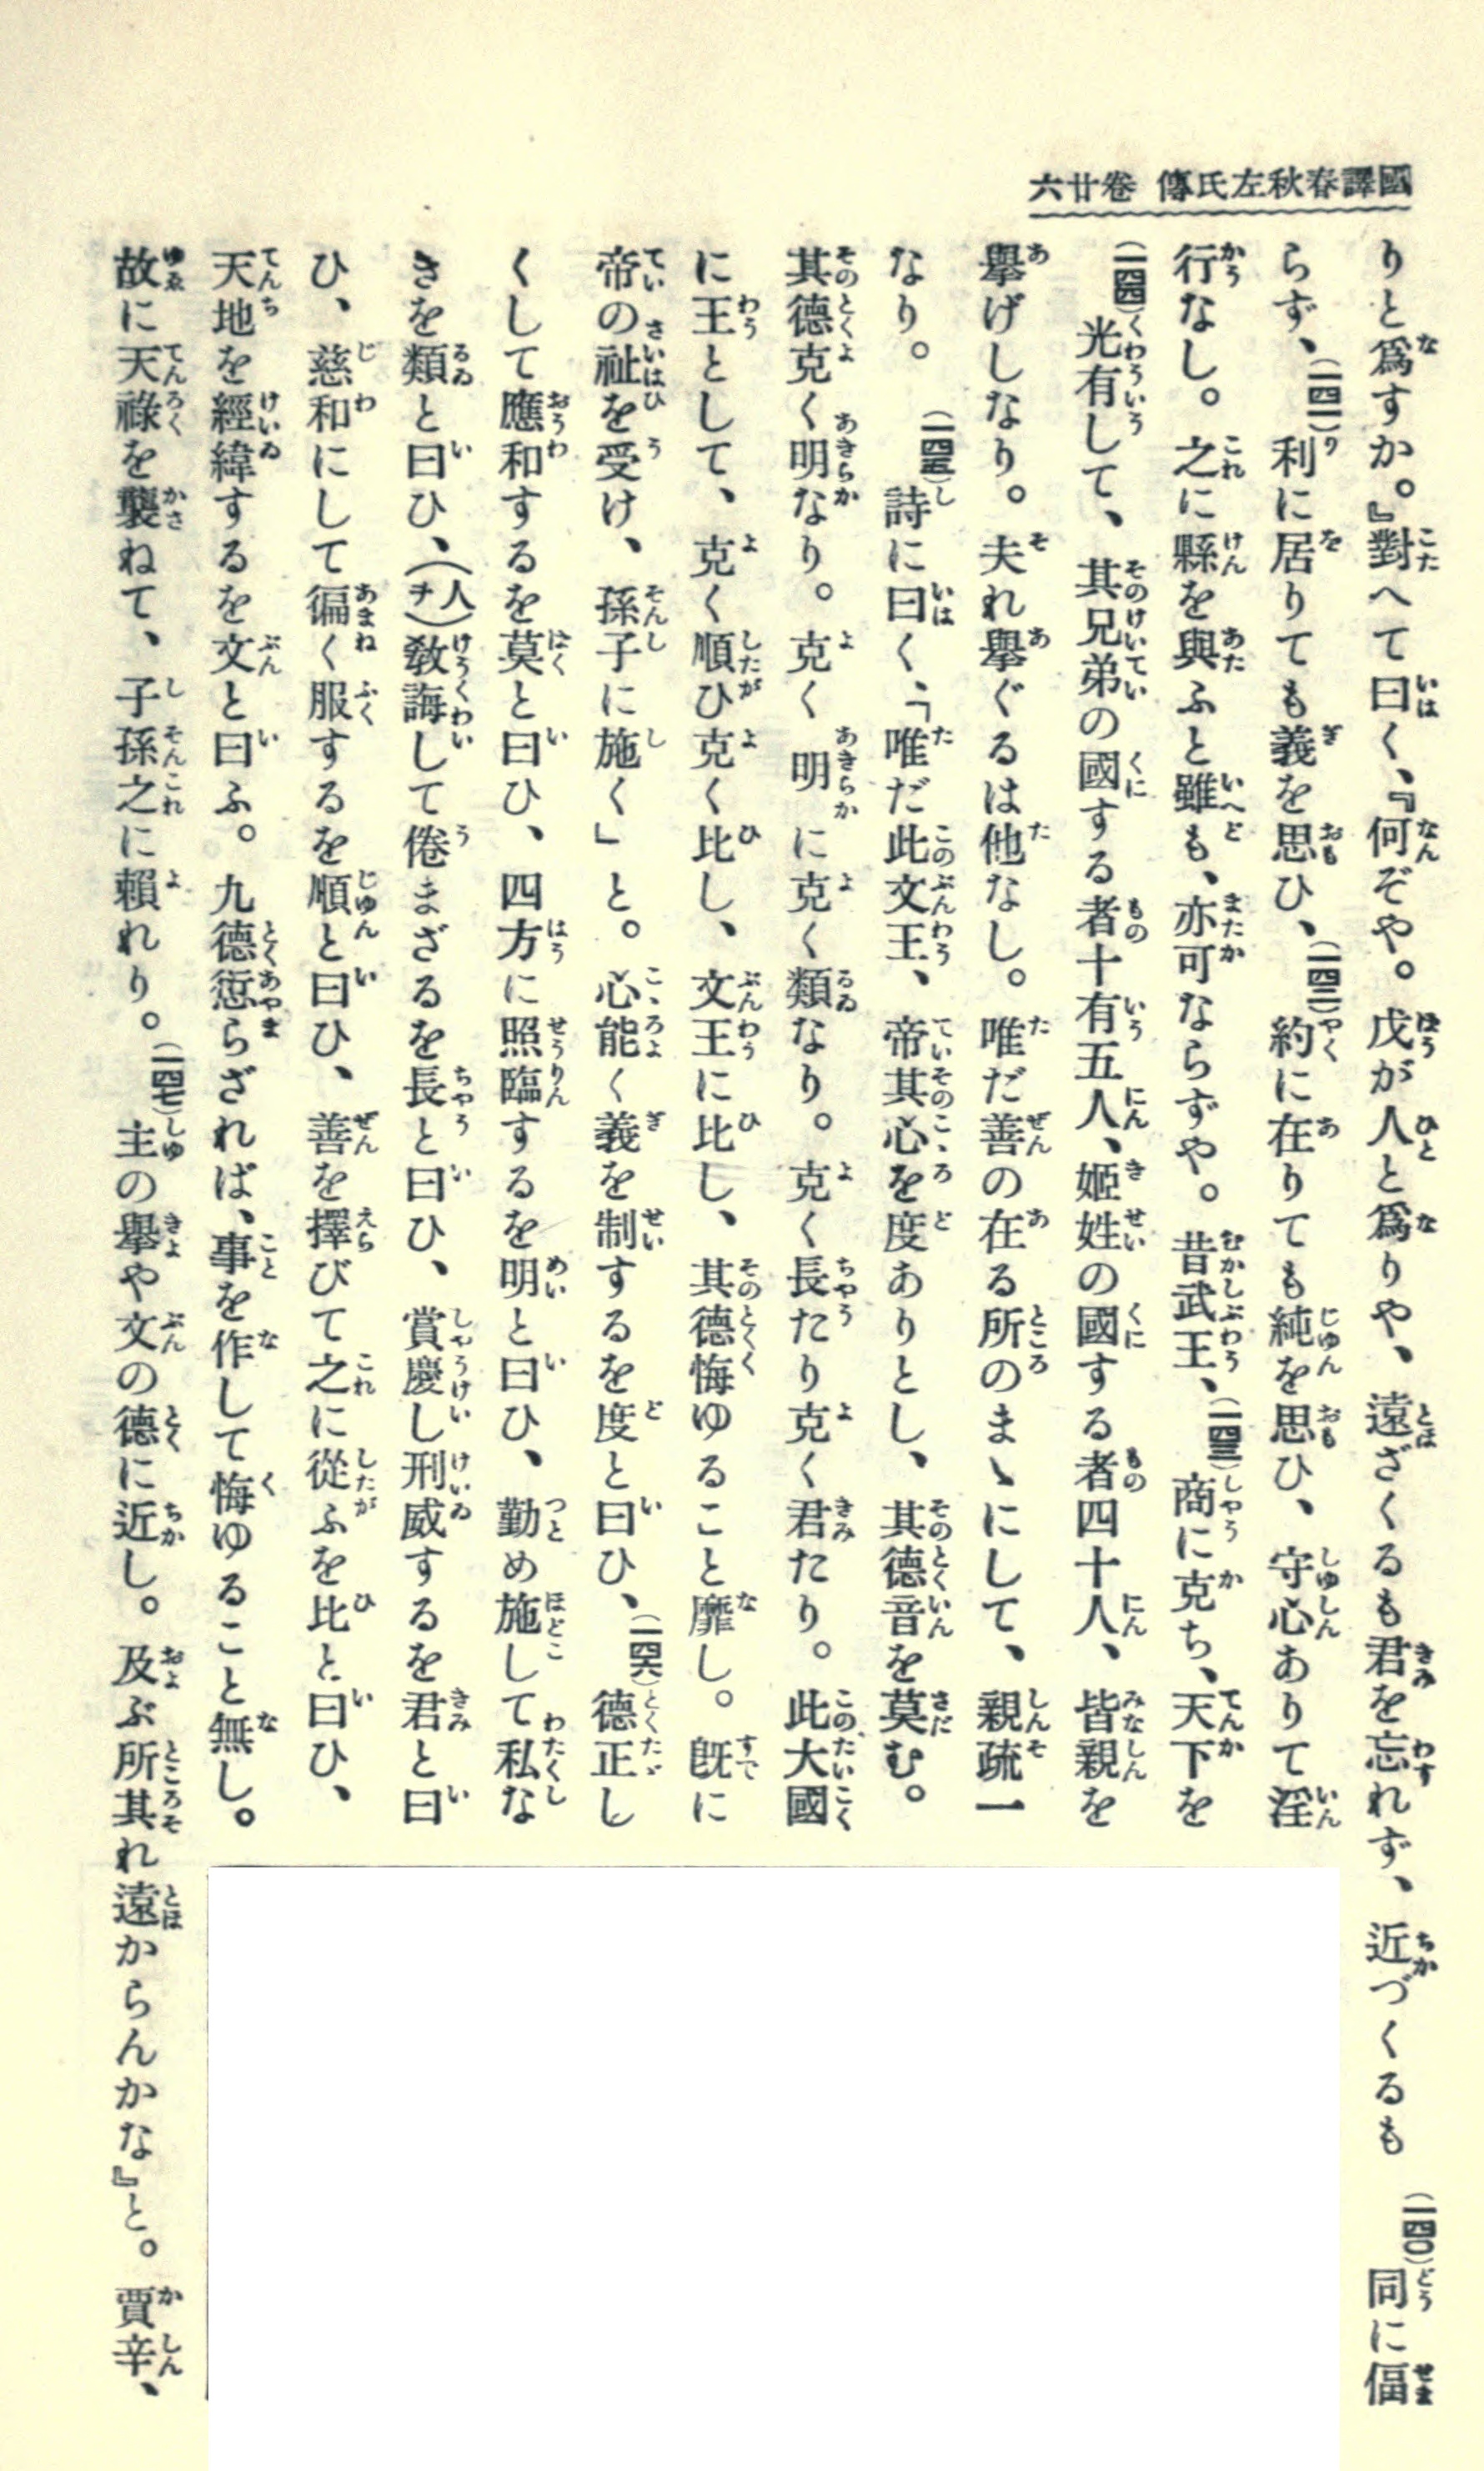 國譯春秋左氏傳　卷廿六
りと爲すか。』對へて曰く、『何ぞや。戊が人と爲りや、遠ざくるも君を忘れず、近づくるも（一四〇）同に偪
らず、（一四一）利に居りても義を思ひ、（一四二）約に在りても純を思ひ、守心ありて淫
行なし。之に縣を與ふと雖も、亦可ならずや。昔武王、（一四三）商に克ち、天下を
（一四四）光有して、其兄弟の國する者十有五人、姬姓の國する者四十人、皆親を
擧げしなり。夫れ擧ぐるは他なし。唯だ善の在る所のまゝにして、親疏一
なり。（一四五）詩に曰く、「唯だ此文王、帝其心を度ありとし、其德音を莫む。
其德克く明なり。克く明に克く類なり。克く長たり克く君たり。此大國
に王として、克く順ひ克く比し、文王に比し、其德悔ゆること靡し。旣に
帝の祉を受け、孫子に施く」と。心能く義を制するを度と曰ひ、（一四六）德正し
くして應和するを莫と曰ひ、四方に照臨するを明と曰ひ、勤め施して私な
きを類と曰ひ、（人ヲ）敎誨して倦まざるを長と曰ひ、賞慶し刑威するを君と曰
ひ、慈和にして徧く服するを順と曰ひ、善を擇びて之に從ふを比と曰ひ、
天地を經緯するを文と曰ふ。九德愆らざれば、事を作して悔ゆること無し。
故に天祿を襲ねて、子孫之に賴れり。（一四七）主の擧や文の德に近し。及ぶ所其れ遠からんかな』と。賈辛、